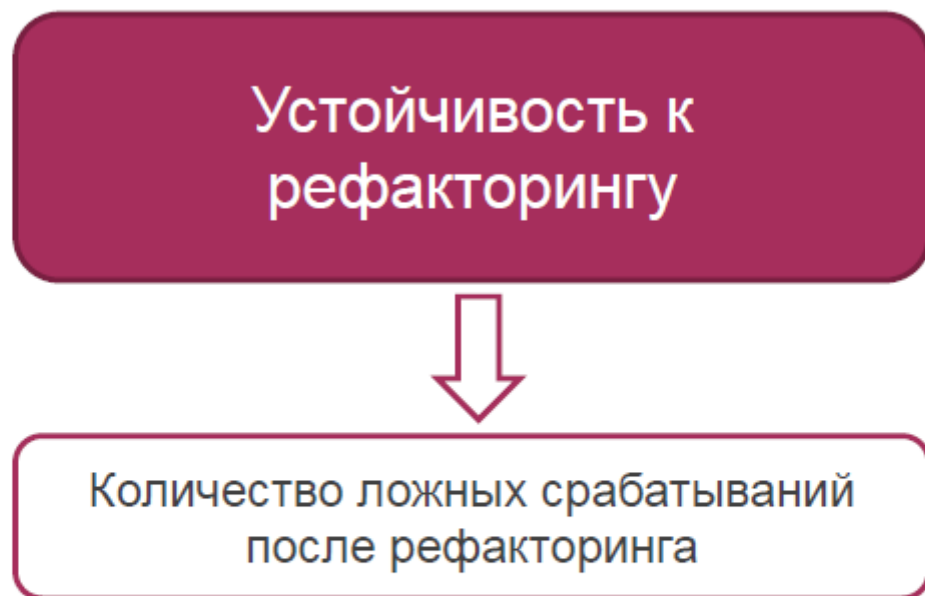 Устойчивость к
рефакторингу
Количество ложных срабатываний
после рефакторинга